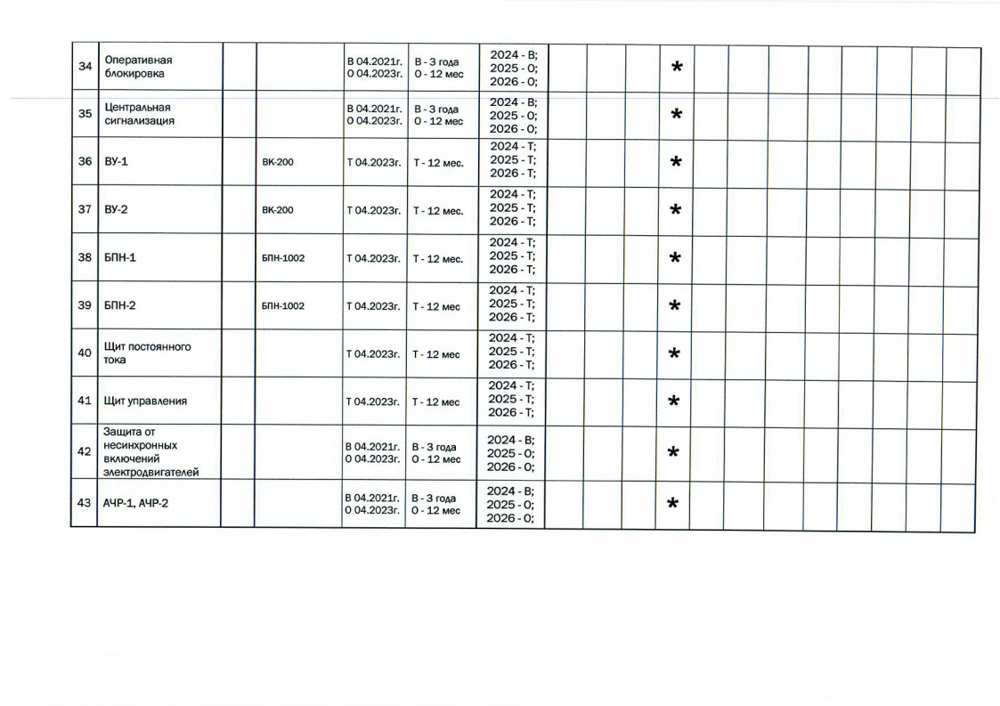 34 Оперативная блокировка В 04.2021г. О 04.2023г. В - 3 года О - 12 мес 2024 - В; 2025 - О; 2026 - О; *
35 Центральная сигнализация В 04.2021г. О 04.2023г. В - 3 года О - 12 мес 2024 - В; 2025 - О; 2026 - О; *
36 ВУ-1 ВК-200 Т 04.2023г. Т - 12 мес. 2024 - Т; 2025 - Т; 2026 - Т; *
37 ВУ-2 ВК-200 Т 04.2023г. Т - 12 мес. 2024 - Т; 2025 - Т; 2026 - Т; *
38 БПН-1 БПН-1002 Т 04.2023г. Т - 12 мес. 2024 - Т; 2025 - Т; 2026 - Т; *
39 БПН-2 БПН-1002 Т 04.2023г. Т - 12 мес 2024 - Т; 2025 - Т; 2026 - Т; *
40 Щит постоянного тока Т 04.2023г. Т - 12 мес 2024 - Т; 2025 - Т; 2026 - Т; *
41 Щит управления Т 04.2023г. Т - 12 мес 2024 - Т; 2025 - Т; 2026 - Т; *
42 Защита от несинхронных включений электродвигателей В 04.2021г. О 04.2023г. В - 3 года О - 12 мес 2024 - В; 2025 - О; 2026 - О; *
43 АЧР-1, АЧР-2 В 04.2021г. О 04.2023г. В - 3 года О - 12 мес 2024 - В; 2025 - О; 2026 - О; *